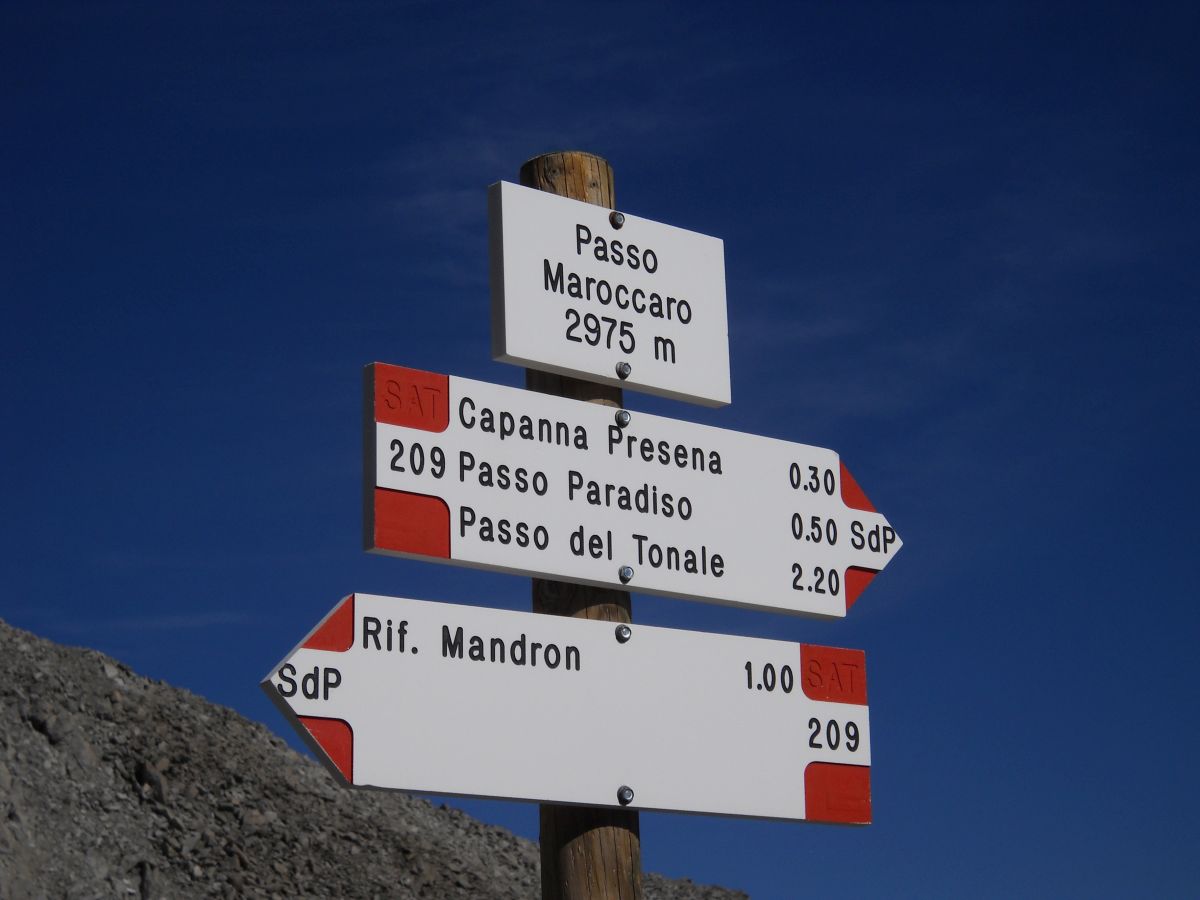 Passo
Maroccaro
2975 m
SAT Capanna Presena 0.30
209 Passo Paradiso 0.50 SdP
Passo del Tonale 2.20
Rif. Mandron 1.00 SAT
SdP 209